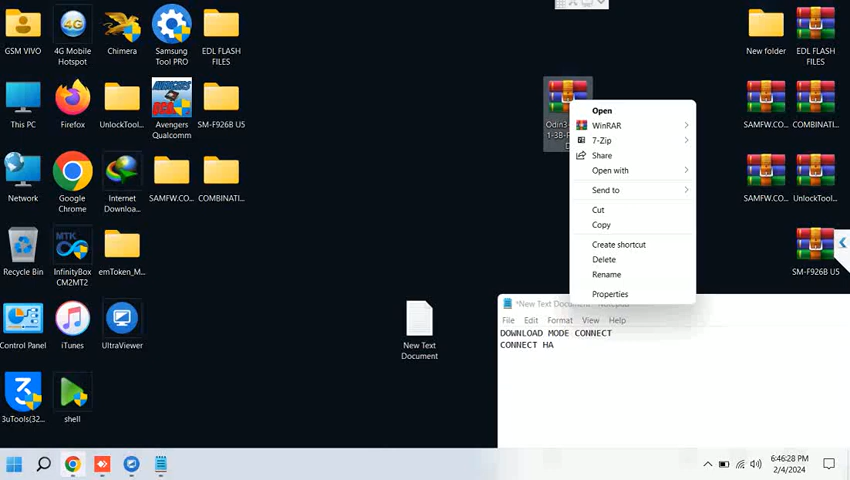 GSM VIVO
4G Mobile
Hotspot
Chimera
Samsung
Tool PRO
EDL FLASH
FILES
New folder
EDL FLASH
FILES
This PC
Firefox
UnlockTool...
Avengers
Qualcomm
SM-F926B U5
Odin3-
1-3B-
SAMFW.CO...
COMBINATI...
Network
Google
Chrome
Internet
Downloa...
SAMFW.CO...
COMBINATI...
SAMFW.CO...
UnlockTool...
Recycle Bin
InfinityBox
CM2MT2
emToken_M...
SM-F926B U5
Control Panel
iTunes
UltraViewer
New Text
Document
3uTools(32...
shell
Open
WinRAR
7-Zip
Share
Open with
Send to
Cut
Copy
Create shortcut
Delete
Rename
Properties
*New Text Document - Notepad
File Edit Format View Help
DOWNLOAD MODE CONNECT
CONNECT HA
6:46:28 PM
2/4/2024